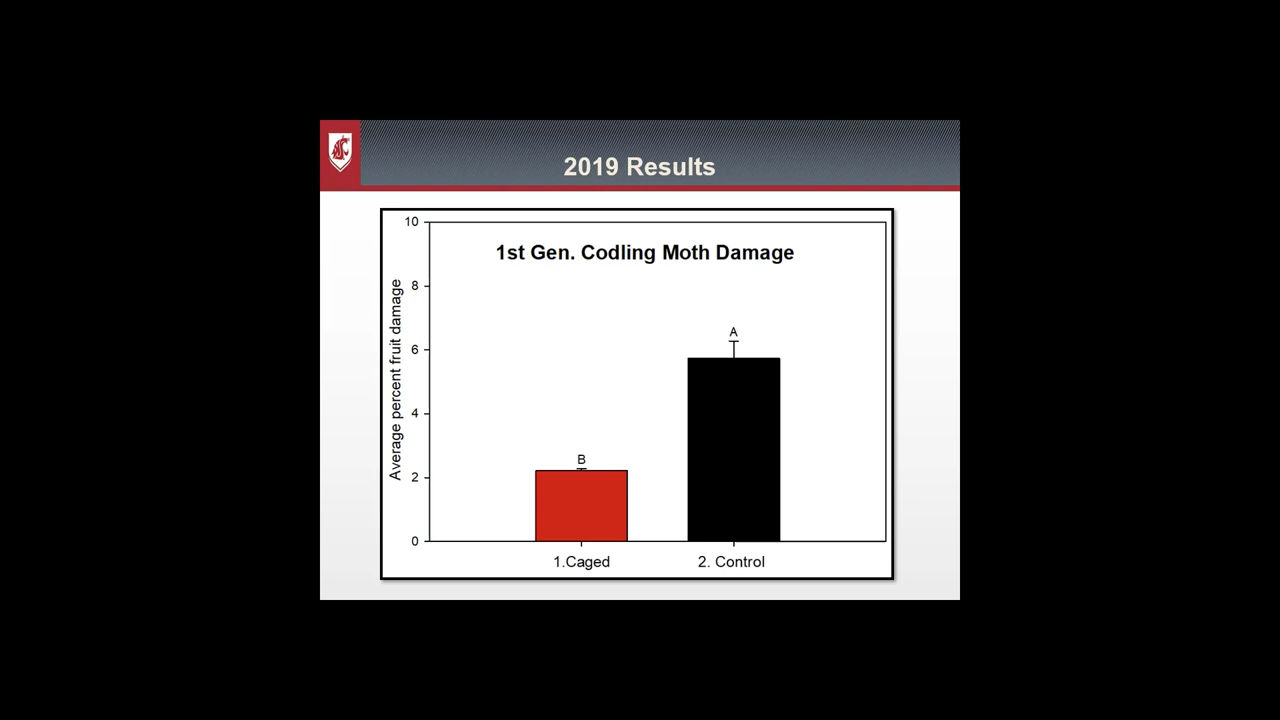 2019 Results
10
1st Gen. Codling Moth Damage
8
6
4
2
0
Average percent fruit damage
A
B
1.Caged
2. Control